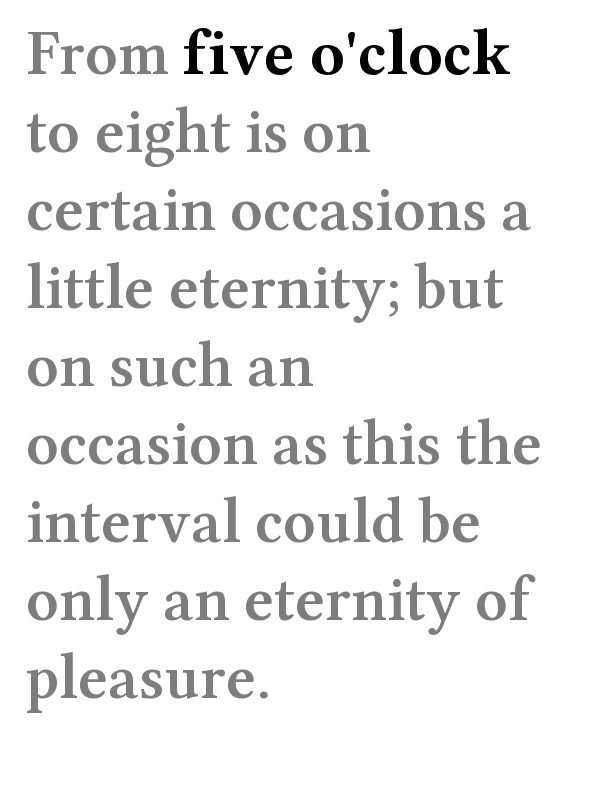 From five o'clock
to eight is on
certain occasions a
little eternity; but
on such an
occasion as this the
interval could be
only an eternity of
pleasure.